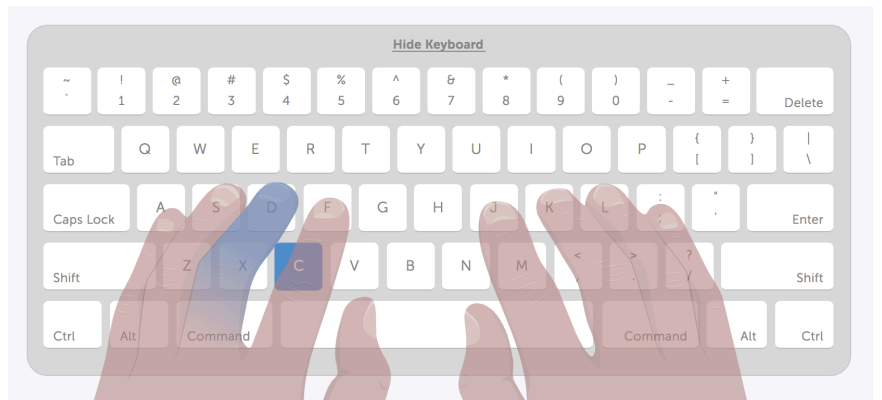 Hide Keyboard
~ ! @ # $ % ^ & * ( ) _ +
` 1 2 3 4 5 6 7 8 9 0 - = Delete
Tab Q W E R T Y U I O P { [ } ] | \
Caps Lock A S D F G H J K L : ; " ' Enter
Shift Z X C V B N M < , > . ? / Shift
Ctrl Alt Command Command Alt Ctrl